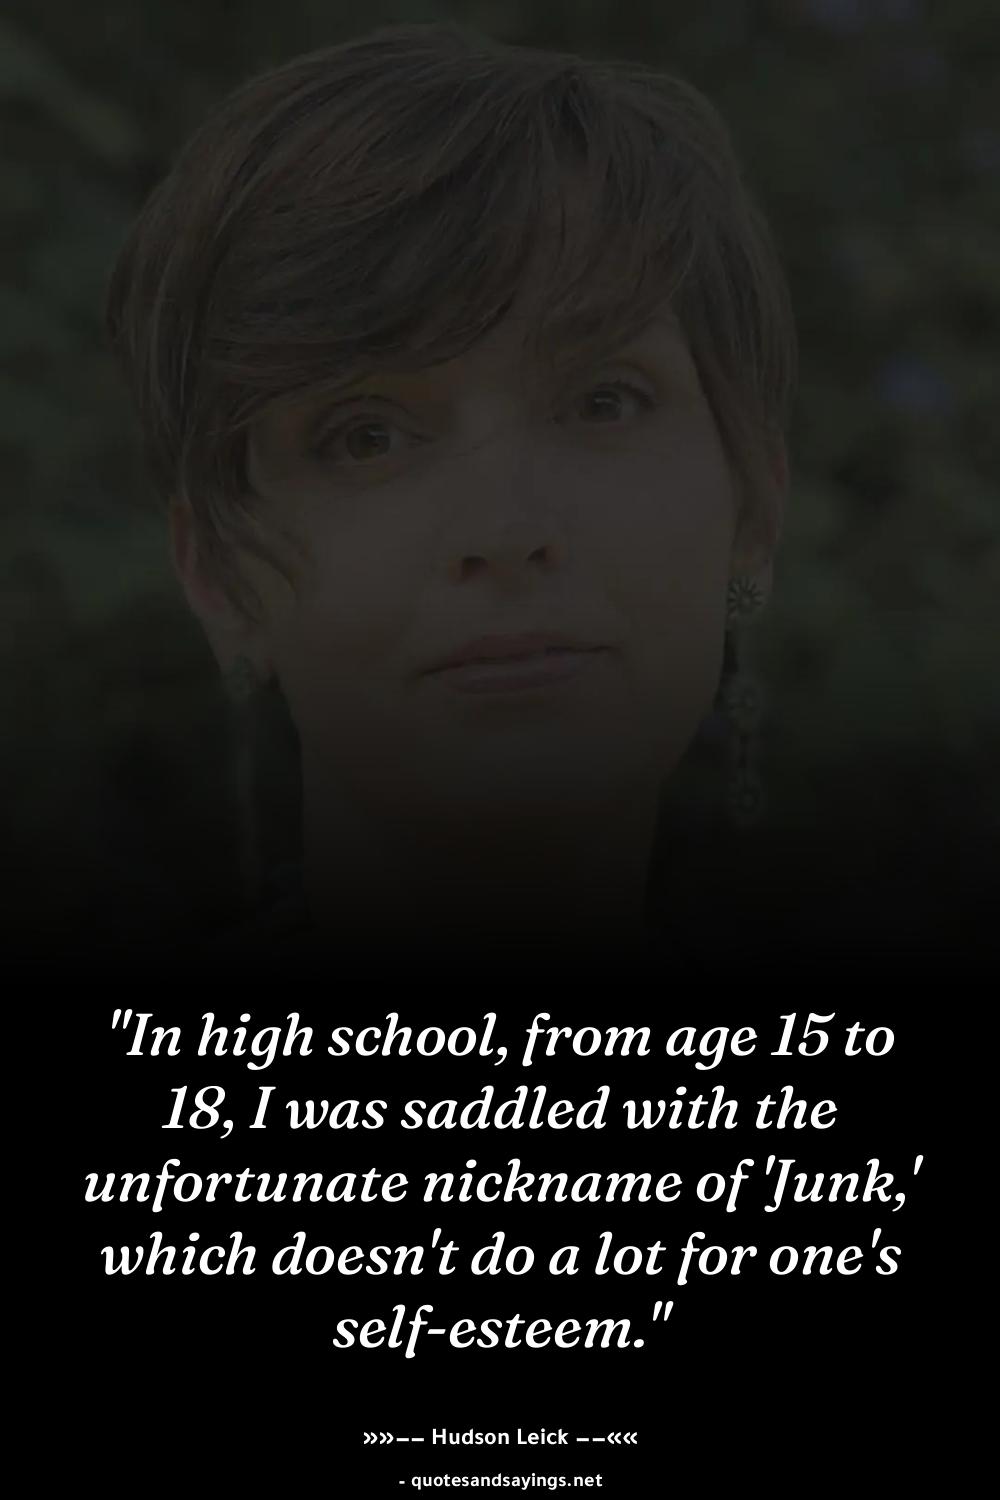 "In high school, from age 15 to
18, I was saddled with the
unfortunate nickname of 'Junk,'
which doesn't do a lot for one's
self-esteem."
»»–– Hudson Leick ––««
- quotesandsayings.net